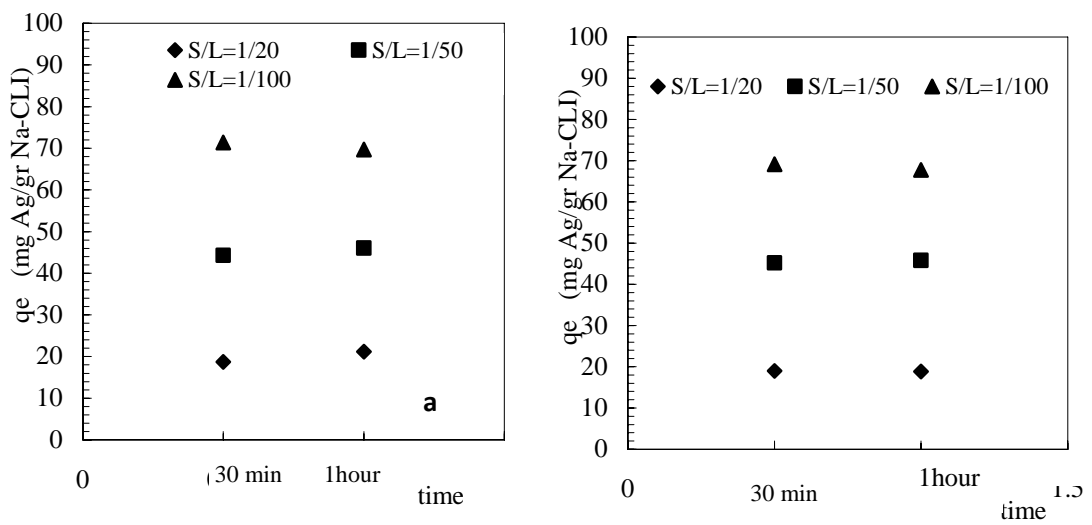 100
90
80
70
60
50
40
30
20
10
0
qe (mg Ag/gr Na-CLI)
S/L=1/20 S/L=1/50
S/L=1/100
a
0 30 min 1hour
time
100
90
80
70
60
50
40
30
20
10
0
qe (mg Ag/gr Na-CLI)
S/L=1/20 S/L=1/50 S/L=1/100
0 30 min 1hour 1.5
time